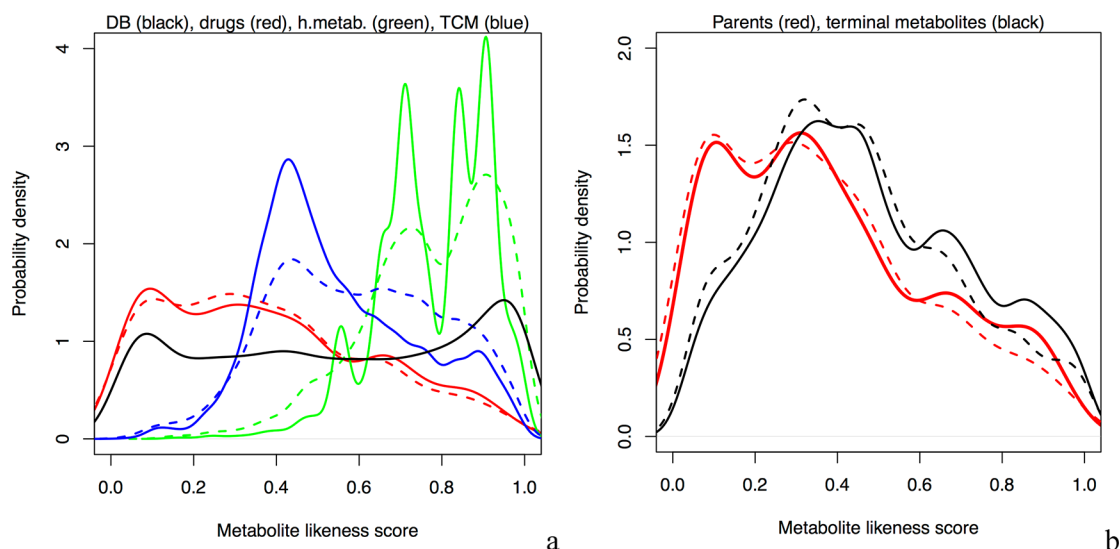 DB (black), drugs (red), h.metab. (green), TCM (blue)
Probability density
4
3
2
1
0
0.0 0.2 0.4 0.6 0.8 1.0
Metabolite likeness score
a
Parents (red), terminal metabolites (black)
Probability density
2.0
1.5
1.0
0.5
0.0
0.0 0.2 0.4 0.6 0.8 1.0
Metabolite likeness score
b